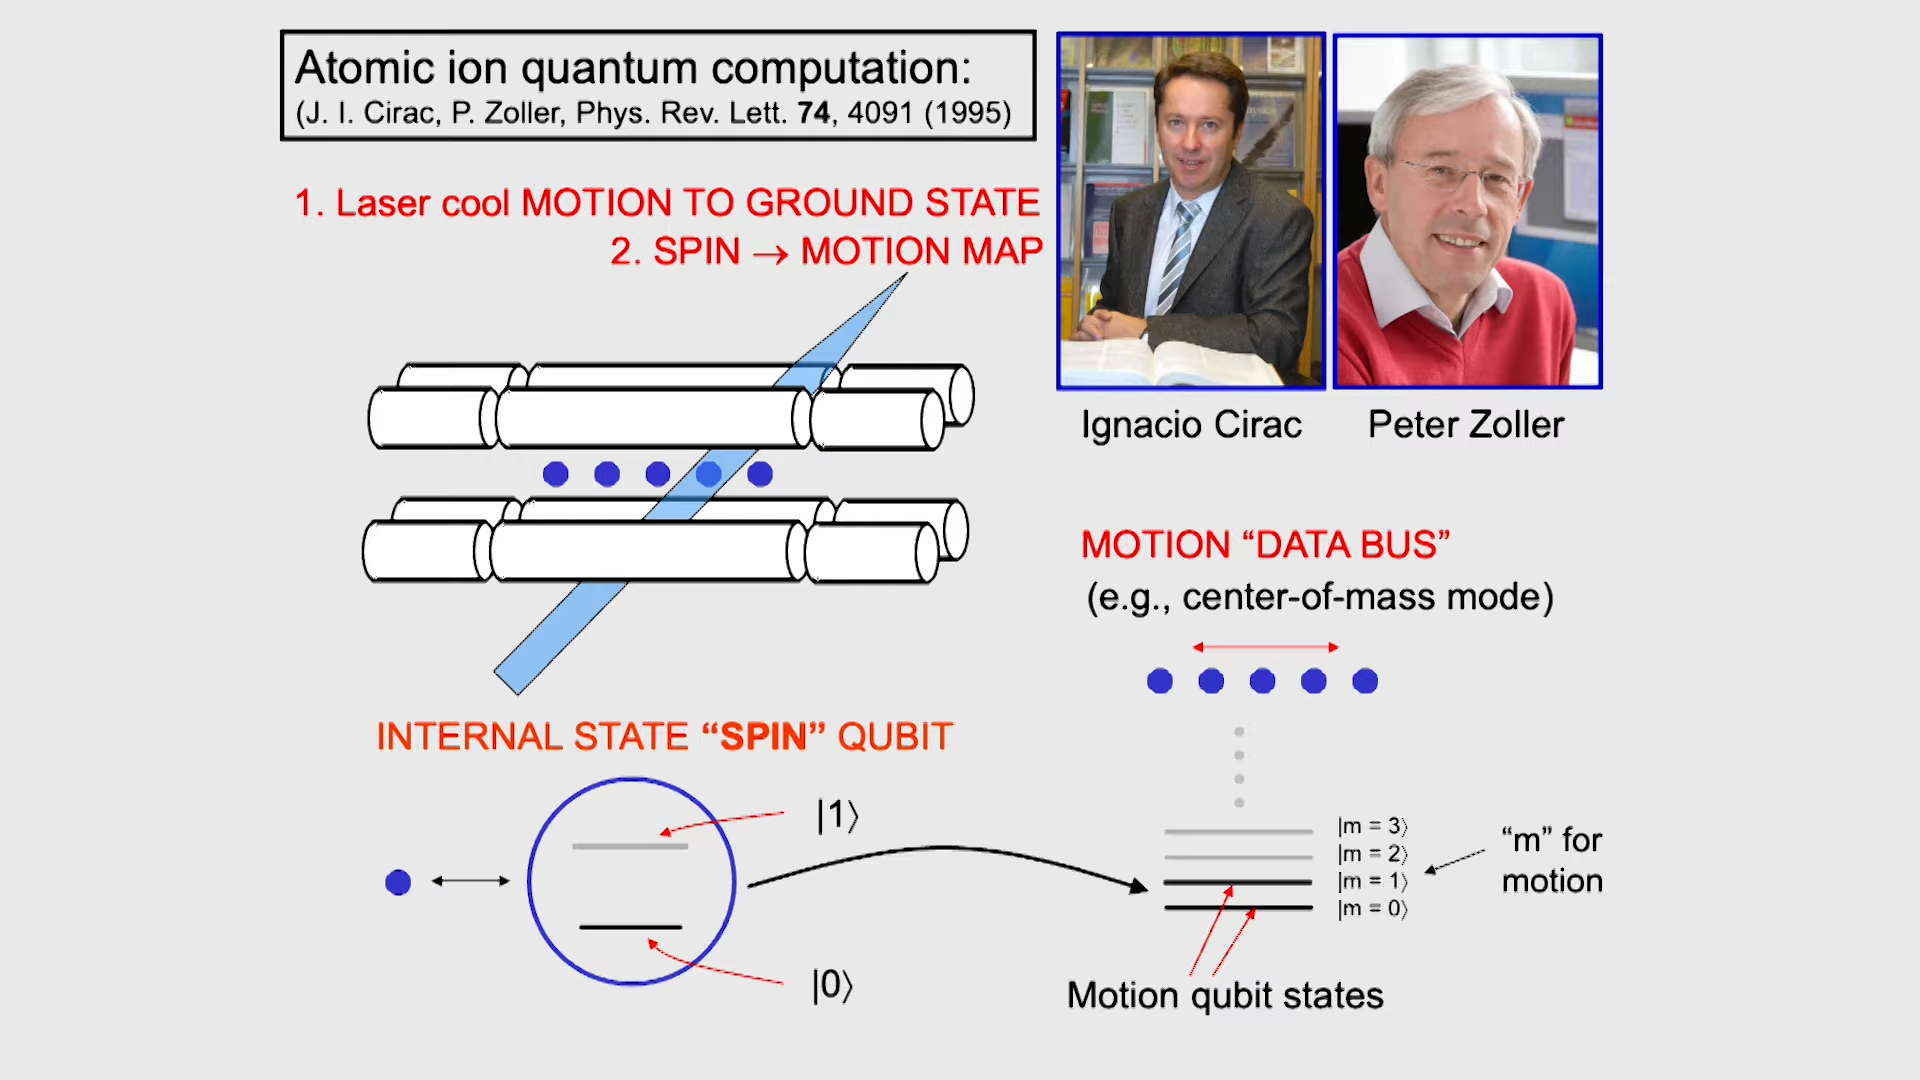 Atomic ion quantum computation:
(J. I. Cirac, P. Zoller, Phys. Rev. Lett. 74, 4091 (1995)
1. Laser cool MOTION TO GROUND STATE
2. SPIN → MOTION MAP
Ignacio Cirac
Peter Zoller
MOTION “DATA BUS”
(e.g., center-of-mass mode)
INTERNAL STATE “SPIN” QUBIT
|1⟩
|0⟩
|m = 3⟩
|m = 2⟩
|m = 1⟩
|m = 0⟩
“m” for
motion
Motion qubit states